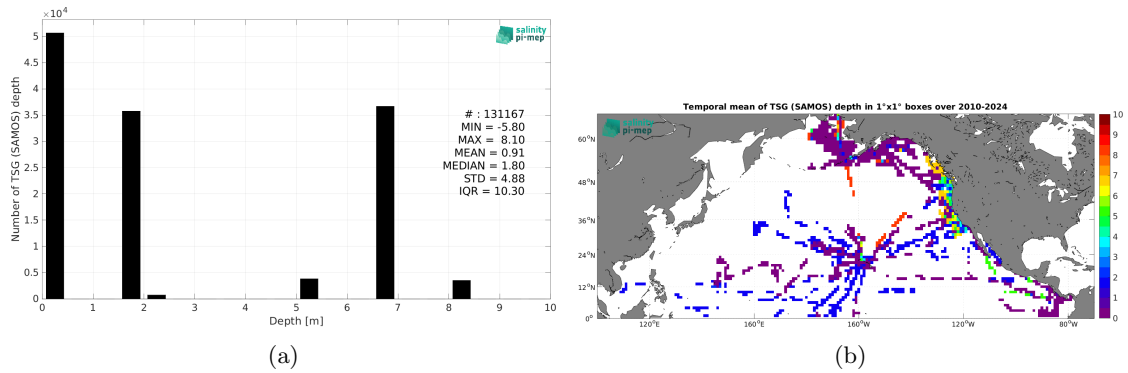 ×10⁴
5
4.5
4
3.5
3
2.5
2
1.5
1
0.5
0
Number of TSG (SAMOS) depth
0 1 2 3 4 5 6 7 8 9 10
Depth [m]
salinity
pi-mep
# : 131167
MIN = -5.80
MAX = 8.10
MEAN = 0.91
MEDIAN = 1.80
STD = 4.88
IQR = 10.30
(a)
Temporal mean of TSG (SAMOS) depth in 1°x1° boxes over 2010-2024
salinity
pi-mep
60°N
48°N
36°N
24°N
12°N
0°
120°E 160°E 160°W 120°W 80°W
10
9
8
7
6
5
4
3
2
1
0
(b)